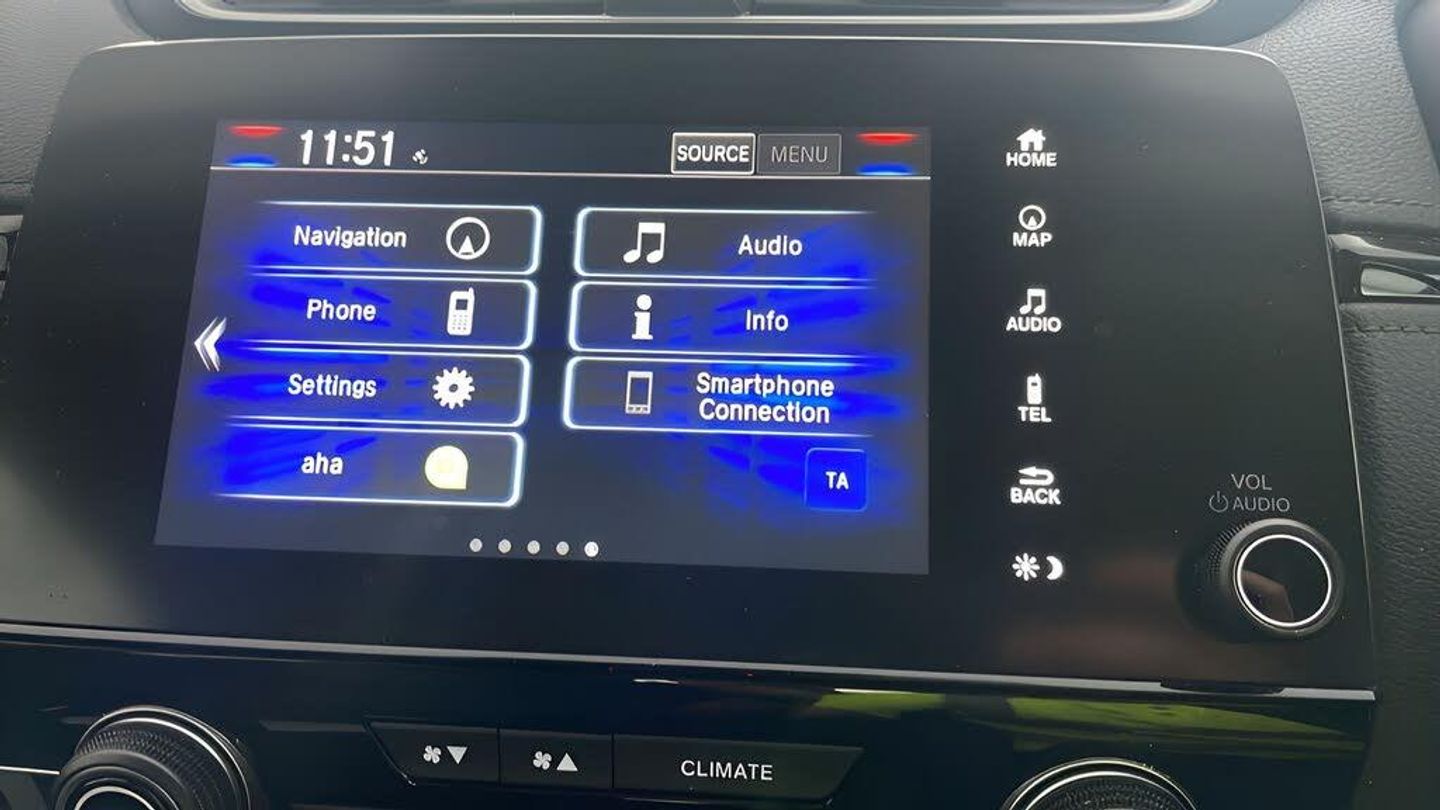 11:51
SOURCE
MENU
Navigation
Audio
Phone
Info
Settings
Smartphone
Connection
aha
TA
HOME
MAP
AUDIO
TEL
BACK
VOL
AUDIO
CLIMATE